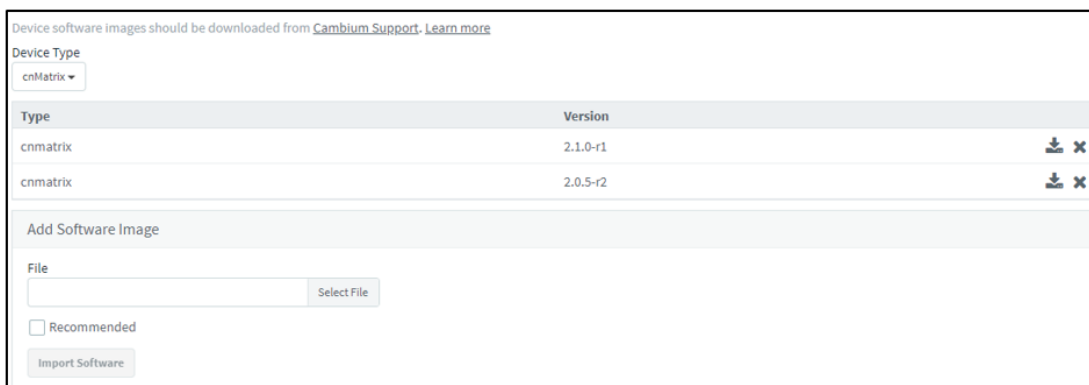 Device software images should be downloaded from Cambium Support. Learn more
Device Type
cnMatrix
Type Version
cnmatrix 2.1.0-r1
cnmatrix 2.0.5-r2
Add Software Image
File
Select File
Recommended
Import Software